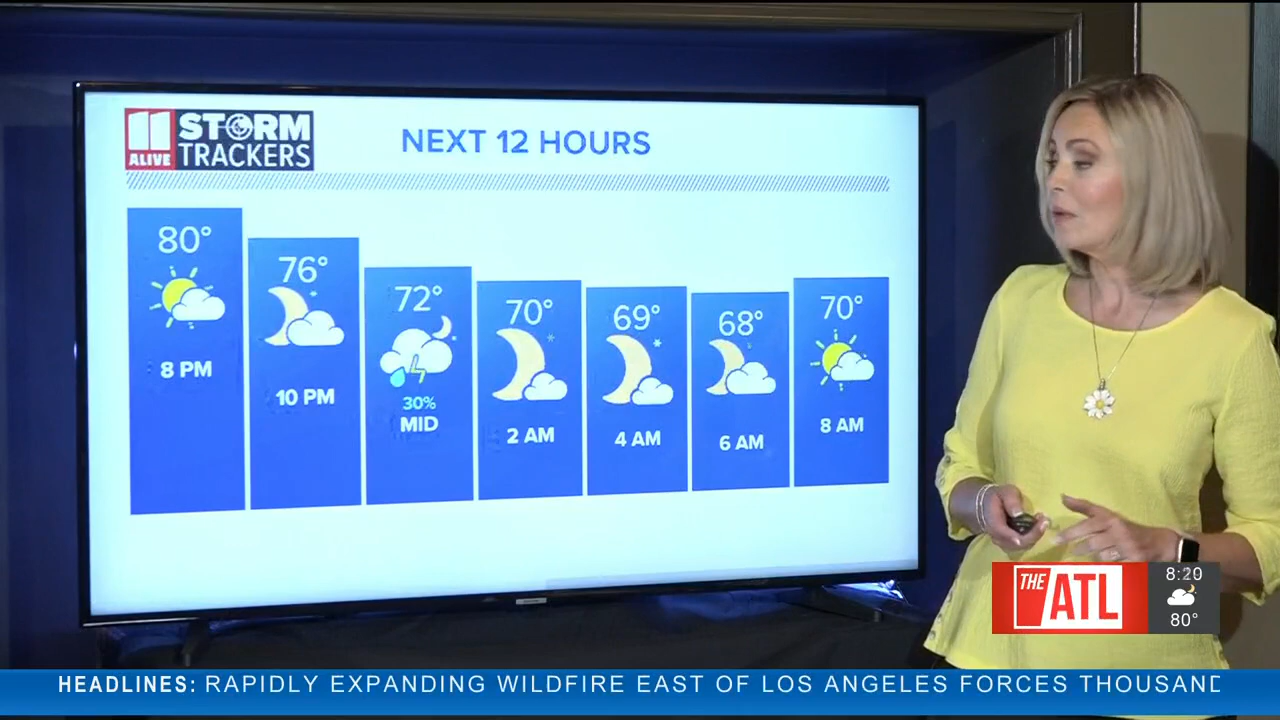 11 ALIVE
STORM TRACKERS
NEXT 12 HOURS
80°
8 PM
76°
10 PM
72°
30%
MID
70°
2 AM
69°
4 AM
68°
6 AM
70°
8 AM
THE ATL
8:20
80°
HEADLINES: RAPIDLY EXPANDING WILDFIRE EAST OF LOS ANGELES FORCES THOUSAND